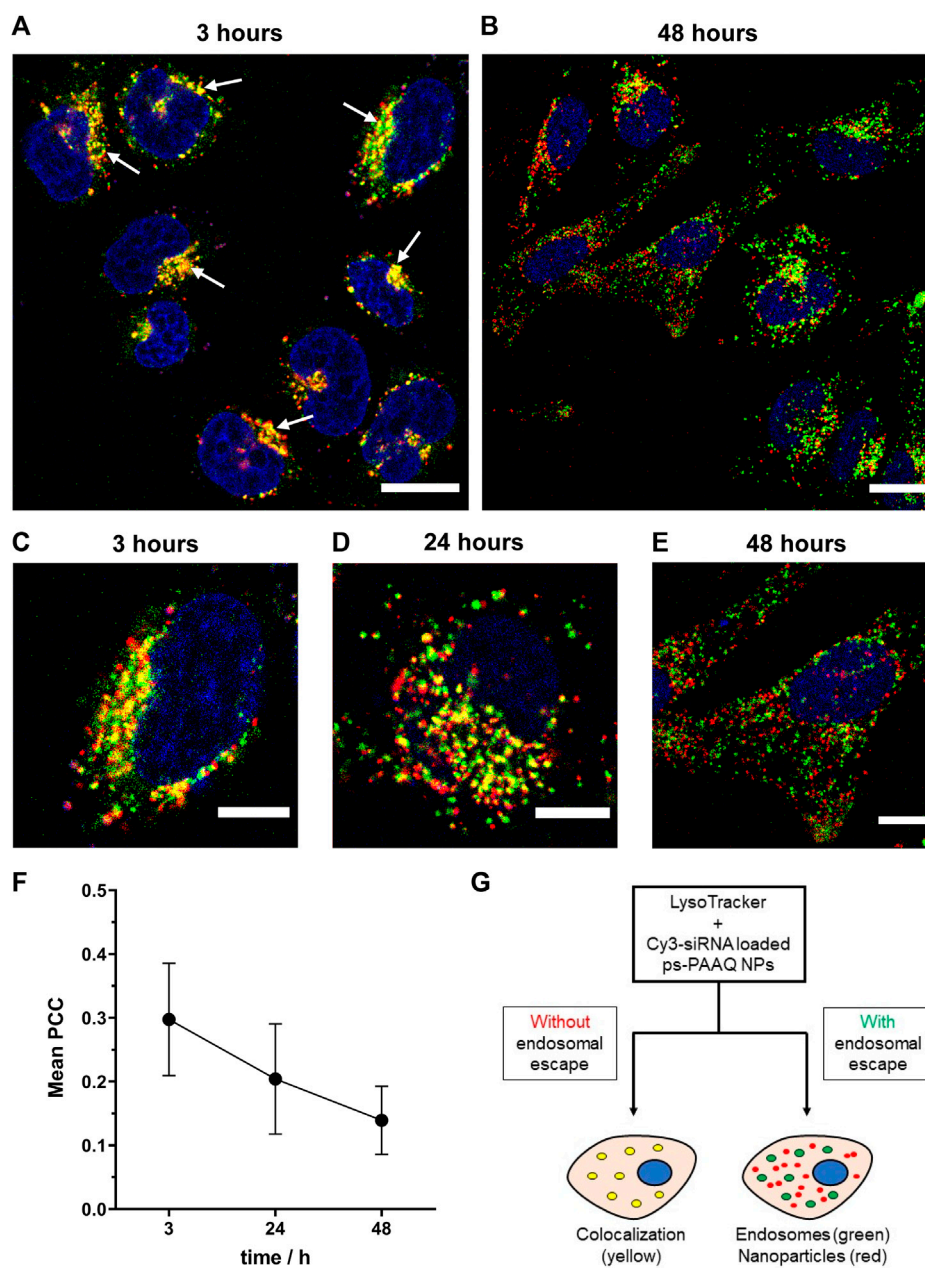 A
3 hours
B
48 hours
C
3 hours
D
24 hours
E
48 hours
F
0.5
0.4
0.3
0.2
0.1
0.0
Mean PCC
3
24
48
time / h
G
LysoTracker
+
Cy3-siRNA loaded
ps-PAAQ NPs
Without
endosomal
escape
With
endosomal
escape
Colocalization
(yellow)
Endosomes (green)
Nanoparticles (red)